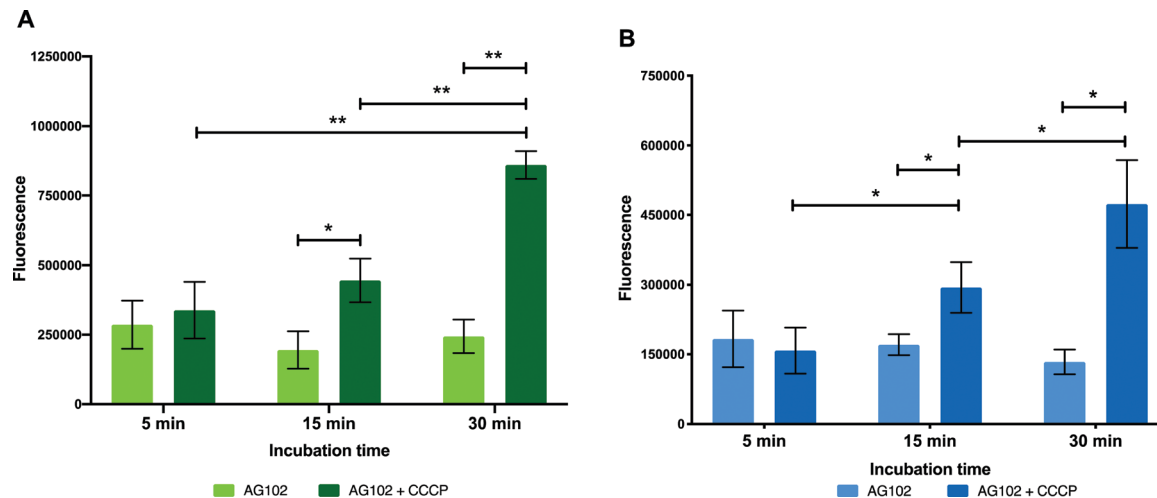 A
Fluorescence
1250000
1000000
750000
500000
250000
0
**
**
**
*
5 min
15 min
30 min
Incubation time
AG102
AG102 + CCCP
B
Fluorescence
750000
600000
450000
300000
150000
0
*
*
*
*
5 min
15 min
30 min
Incubation time
AG102
AG102 + CCCP